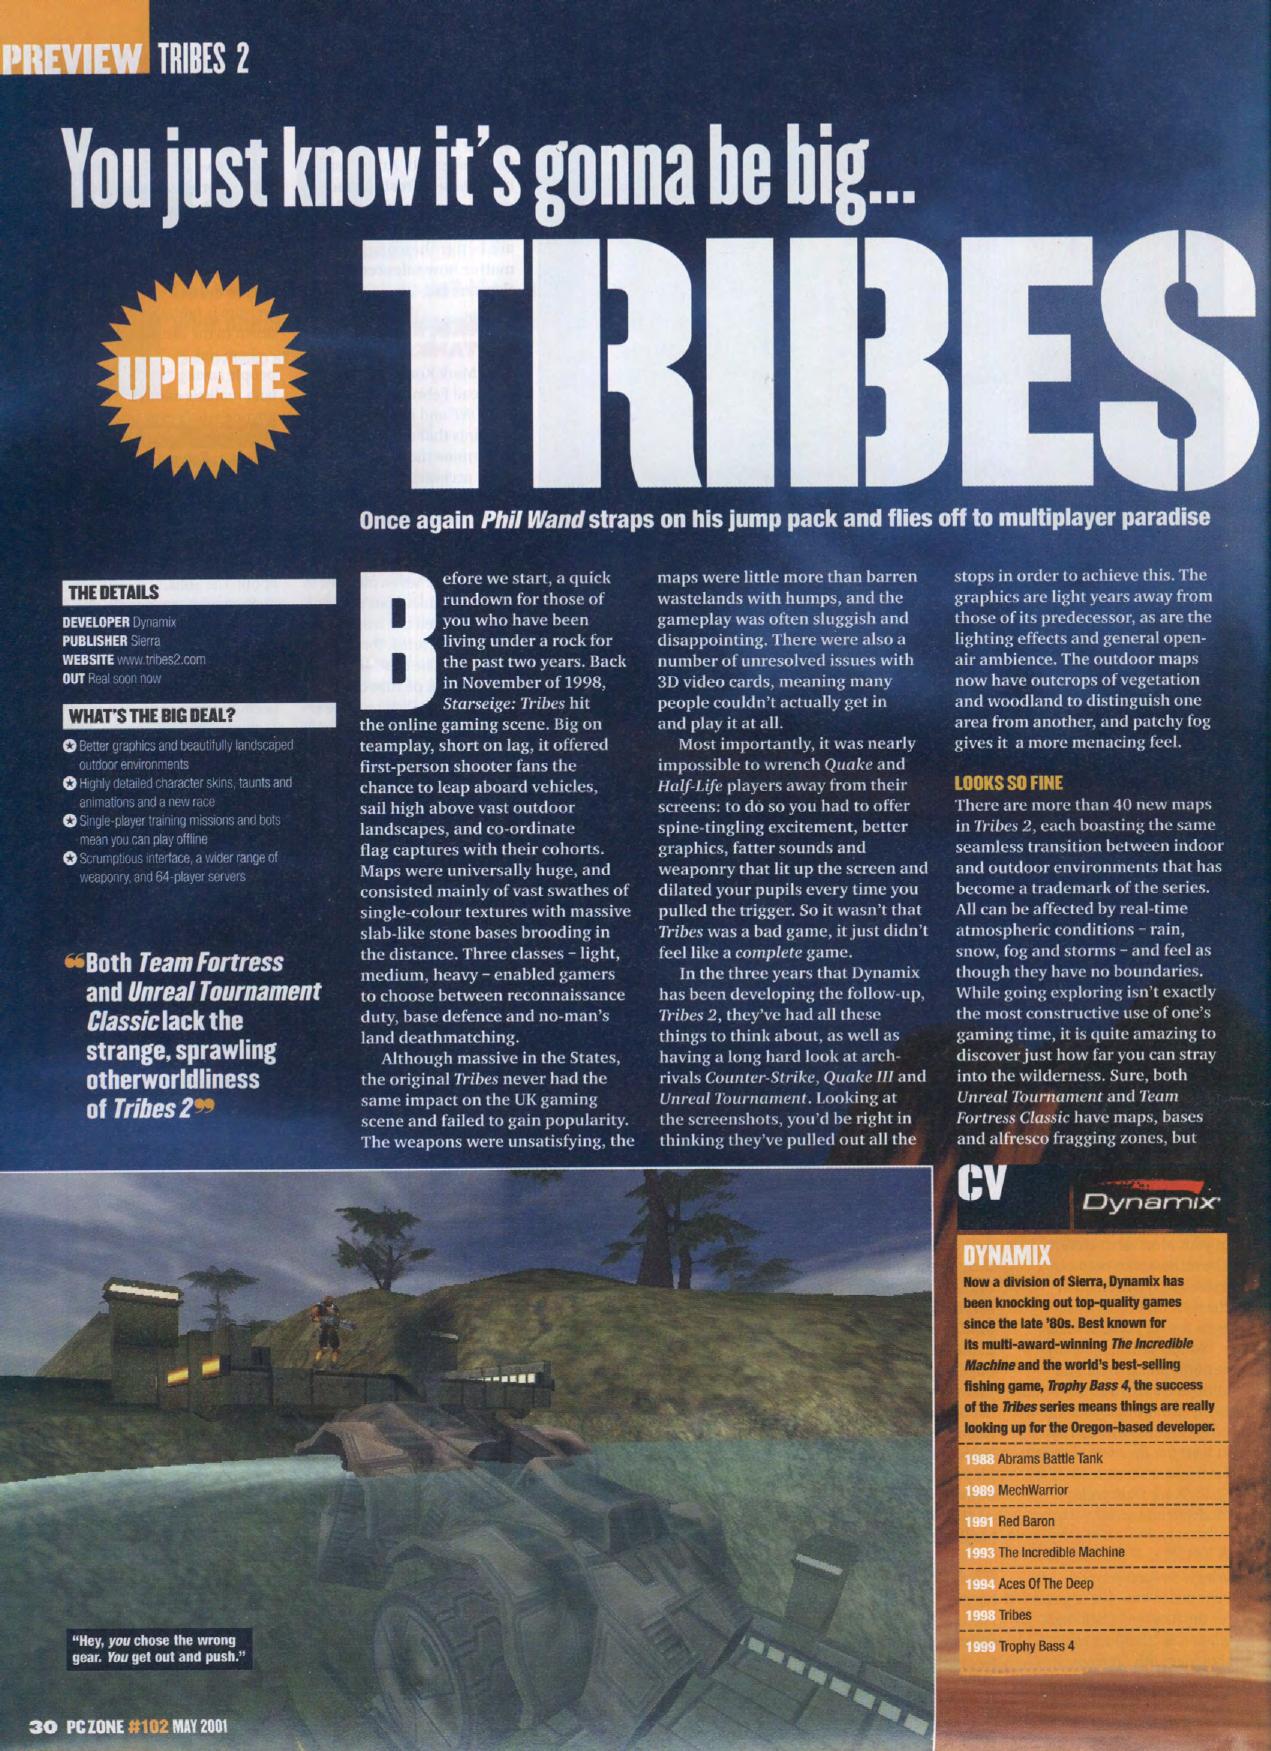 PREVIEW TRIBES 2
You just know it's gonna be big...
TRIBES
UPDATE
Once again Phil Wand straps on his jump pack and flies off to multiplayer paradise
THE DETAILS
DEVELOPER Dynamix
PUBLISHER Sierra
WEBSITE www.tribes2.com
OUT Real soon now
WHAT'S THE BIG DEAL?
Better graphics and beautifully landscaped
outdoor environments
Highly detailed character skins, taunts and
animations and a new race
Single-player training missions and bots
mean you can play offline
Scrumptious interface, a wider range of
weaponry, and 64-player servers
“Both Team Fortress
and Unreal Tournament
Classic lack the
strange, sprawling
otherworldliness
of Tribes 2”
Before we start, a quick
rundown for those of
you who have been
living under a rock for
the past two years. Back
in November of 1998,
Starseige: Tribes hit
the online gaming scene. Big on
teamplay, short on lag, it offered
first-person shooter fans the
chance to leap aboard vehicles,
sail high above vast outdoor
landscapes, and co-ordinate
flag captures with their cohorts.
Maps were universally huge, and
consisted mainly of vast swathes of
single-colour textures with massive
slab-like stone bases brooding in
the distance. Three classes – light,
medium, heavy – enabled gamers
to choose between reconnaissance
duty, base defence and no-man's
land deathmatching.
Although massive in the States,
the original Tribes never had the
same impact on the UK gaming
scene and failed to gain popularity.
The weapons were unsatisfying, the
maps were little more than barren
wastelands with humps, and the
gameplay was often sluggish and
disappointing. There were also a
number of unresolved issues with
3D video cards, meaning many
people couldn't actually get in
and play it at all.
Most importantly, it was nearly
impossible to wrench Quake and
Half-Life players away from their
screens: to do so you had to offer
spine-tingling excitement, better
graphics, fatter sounds and
weaponry that lit up the screen and
dilated your pupils every time you
pulled the trigger. So it wasn't that
Tribes was a bad game, it just didn't
feel like a complete game.
In the three years that Dynamix
has been developing the follow-up,
Tribes 2, they've had all these
things to think about, as well as
having a long hard look at arch-
rivals Counter-Strike, Quake III and
Unreal Tournament. Looking at
the screenshots, you'd be right in
thinking they've pulled out all the
stops in order to achieve this. The
graphics are light years away from
those of its predecessor, as are the
lighting effects and general open-
air ambience. The outdoor maps
now have outcrops of vegetation
and woodland to distinguish one
area from another, and patchy fog
gives it a more menacing feel.
LOOKS SO FINE
There are more than 40 new maps
in Tribes 2, each boasting the same
seamless transition between indoor
and outdoor environments that has
become a trademark of the series.
All can be affected by real-time
atmospheric conditions – rain,
snow, fog and storms – and feel as
though they have no boundaries.
While going exploring isn't exactly
the most constructive use of one's
gaming time, it is quite amazing to
discover just how far you can stray
into the wilderness. Sure, both
Unreal Tournament and Team
Fortress Classic have maps, bases
and alfresco fragging zones, but
CV
Dynamix
DYNAMIX
Now a division of Sierra, Dynamix has
been knocking out top-quality games
since the late '80s. Best known for
its multi-award-winning The Incredible
Machine and the world's best-selling
fishing game, Trophy Bass 4, the success
of the Tribes series means things are really
looking up for the Oregon-based developer.
1988 Abrams Battle Tank
1989 MechWarrior
1991 Red Baron
1993 The Incredible Machine
1994 Aces Of The Deep
1998 Tribes
1999 Trophy Bass 4
“Hey, you chose the wrong
gear. You get out and push.”
30 PC ZONE #102 MAY 2001